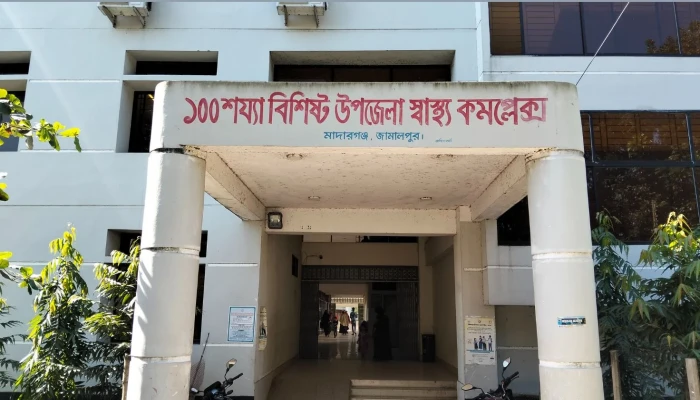 ১০০ শয্যা বিশিষ্ট উপজেলা স্বাস্থ্য কমপ্লেক্স
মাদারগঞ্জ, জামালপুর।